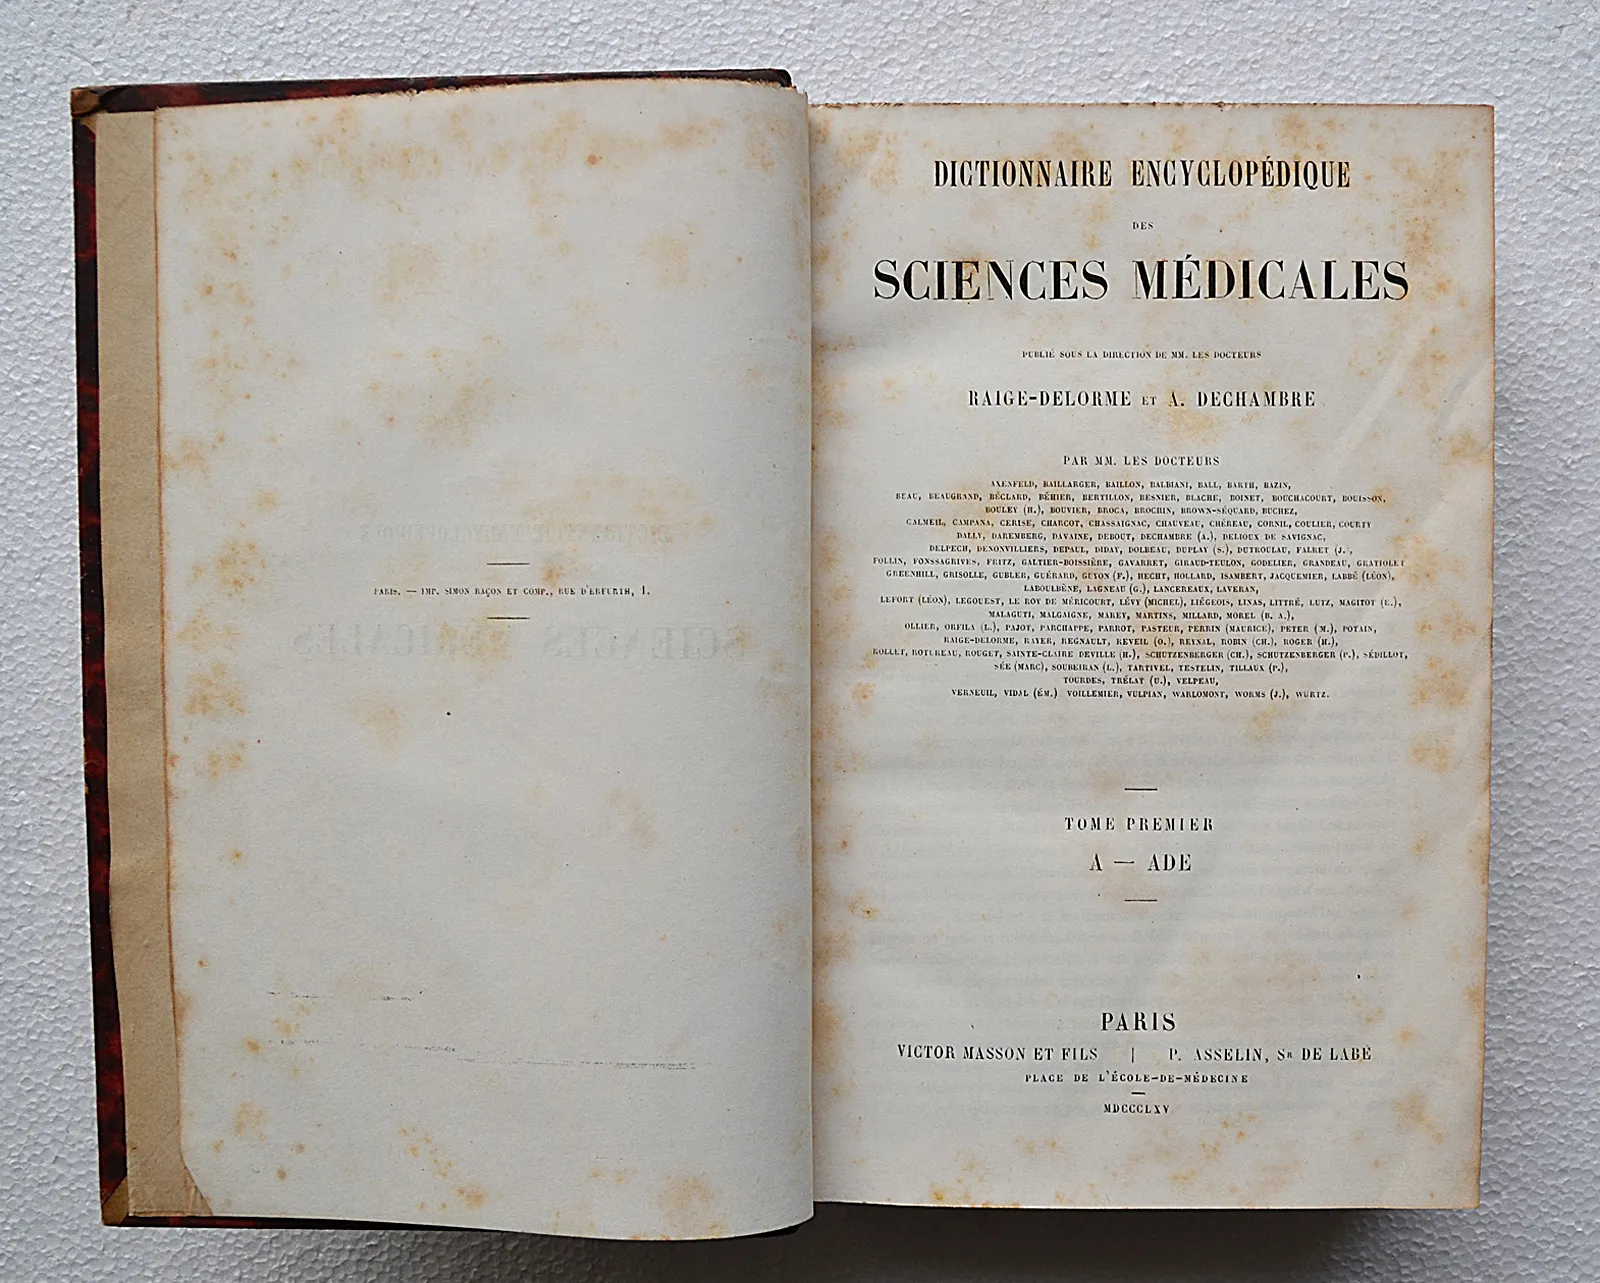 PARIS. — IMP. SIMON RAÇON ET COMP., RUE D'ERFURTH, 1.
DICTIONNAIRE ENCYCLOPÉDIQUE
DES
SCIENCES MÉDICALES
PUBLIÉ SOUS LA DIRECTION DE MM. LES DOCTEURS
RAIGE-DELORME ET A. DECHAMBRE
PAR MM. LES DOCTEURS
AXENFELD, BAILLARGER, BAILLON, BALBIANI, BALL, BARTH, BAZIN,
BEAU, BEAUGRAND, BÉCLARD, BÉHIER, BERTILLON, BESNIER, BLACHE, BOINET, BOUCHACOURT, BOUISSON,
BOULEY (H.), BOUVIER, BROCA, BROCHIN, BROWN-SÉQUARD, BUCHEZ,
CALMEIL, CAMPANA, CERISE, CHARCOT, CHASSAIGNAC, CHAUVEAU, CHÉREAU, CORNIL, COULIER, COURTY
DALLY, DAREMBERG, DAVAINE, DEBOUT, DECHAMBRE (A.), DELIOUX DE SAVIGNAC,
DELPECH, DENONVILLIERS, DEPAUL, DIDAY, DOLBEAU, DUPLAY (S.), DUTROULAU, FALRET (J.),
FOLLIN, FONSSAGRIVES, FRITZ, GALTIER-BOISSIÈRE, GAVARRET, GIRAUD-TEULON, GODELIER, GRANDEAU, GRATIOLET
GREENHILL, GRISOLLE, GUBLER, GUÉRARD, GUYON (F.), HECHT, HOLLARD, ISAMBERT, JACQUEMIER, LABBÉ (LÉON),
LABOULBÈNE, LAGNEAU (G.), LANCEREAUX, LAVERAN,
LEFORT (LÉON), LEGOUEST, LE ROY DE MÉRICOURT, LÉVY (MICHEL), LIÉGEOIS, LINAS, LITTRÉ, LUTZ, MAGITOT (E.),
MALAGUTI, MALGAIGNE, MAREY, MARTINS, MILLARD, MOREL (B. A.),
OLLIER, ORFILA (L.), PAJOT, PARCHAPPE, PARROT, PASTEUR, PERRIN (MAURICE), PETER (M.), POTAIN,
RAIGE-DELORME, RAYER, REGNAULT, REVEIL (O.), REYNAL, ROBIN (CH.), ROGER (H.),
ROLLET, ROTUREAU, ROUGET, SAINTE-CLAIRE DEVILLE (H.), SCHUTZENBERGER (CH.), SCHUTZENBERGER (P.), SÉDILLOT,
SÉE (MARC), SOUBEIRAN (L.), TARTIVEL, TESTELIN, TILLAUX (P.),
TOURDES, TRÉLAT (U.), VELPEAU,
VERNEUIL, VIDAL (ÉM.) VOILLEMIER, VULPIAN, WARLOMONT, WORMS (J.), WURTZ.
TOME PREMIER
A — ADE
PARIS
VICTOR MASSON ET FILS | P. ASSELIN, Sr DE LABÉ
PLACE DE L'ÉCOLE-DE-MÉDECINE
MDCCCLXV